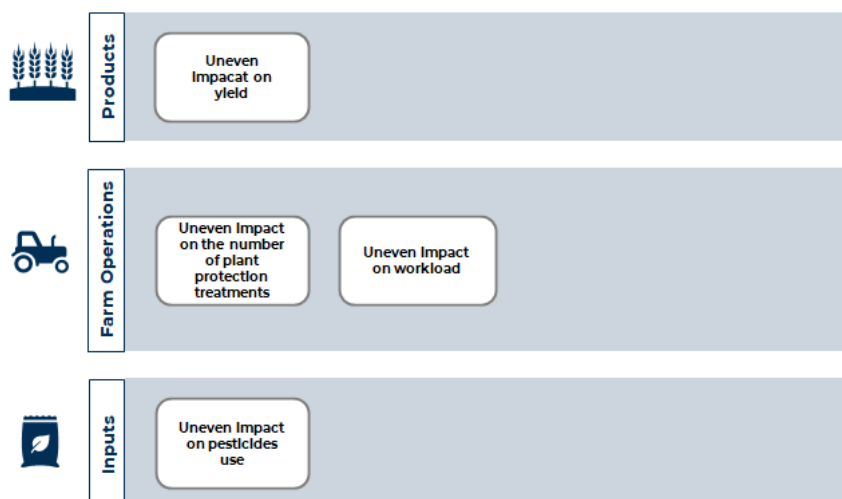 Products
Uneven
Impacat on
yield
Farm Operations
Uneven Impact
on the number
of plant
protection
treatments
Uneven Impact
on workload
Inputs
Uneven Impact
on pesticides
use